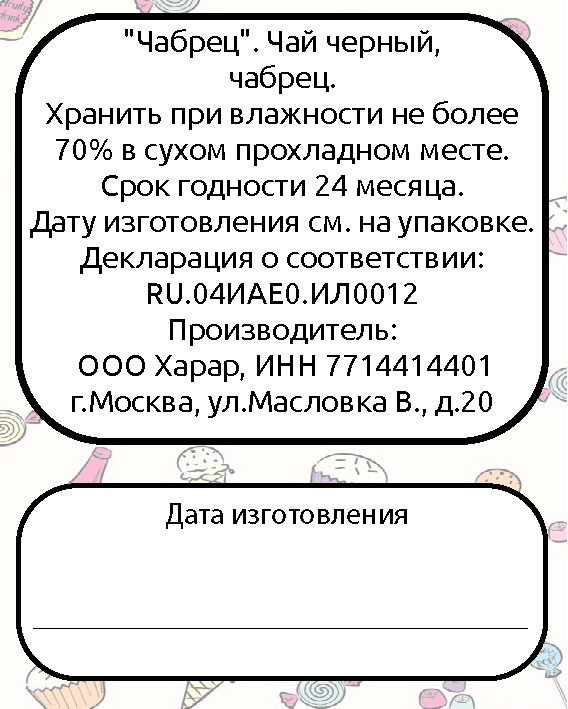 "Чабрец". Чай черный,
чабрец.
Хранить при влажности не более
70% в сухом прохладном месте.
Срок годности 24 месяца.
Дату изготовления см. на упаковке.
Декларация о соответствии:
RU.04ИАЕ0.ИЛ0012
Производитель:
ООО Харар, ИНН 7714414401
г.Москва, ул.Масловка В., д.20
Дата изготовления